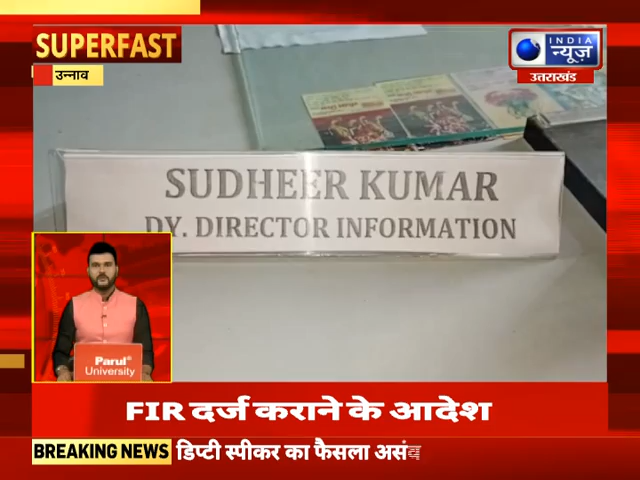 SUPERFAST
उन्नाव
INDIA
न्यूज़
उत्तराखंड
SUDHEER KUMAR
DY. DIRECTOR INFORMATION
Parul
University
FIR दर्ज कराने के आदेश
BREAKING NEWS डिप्टी स्पीकर का फैसला